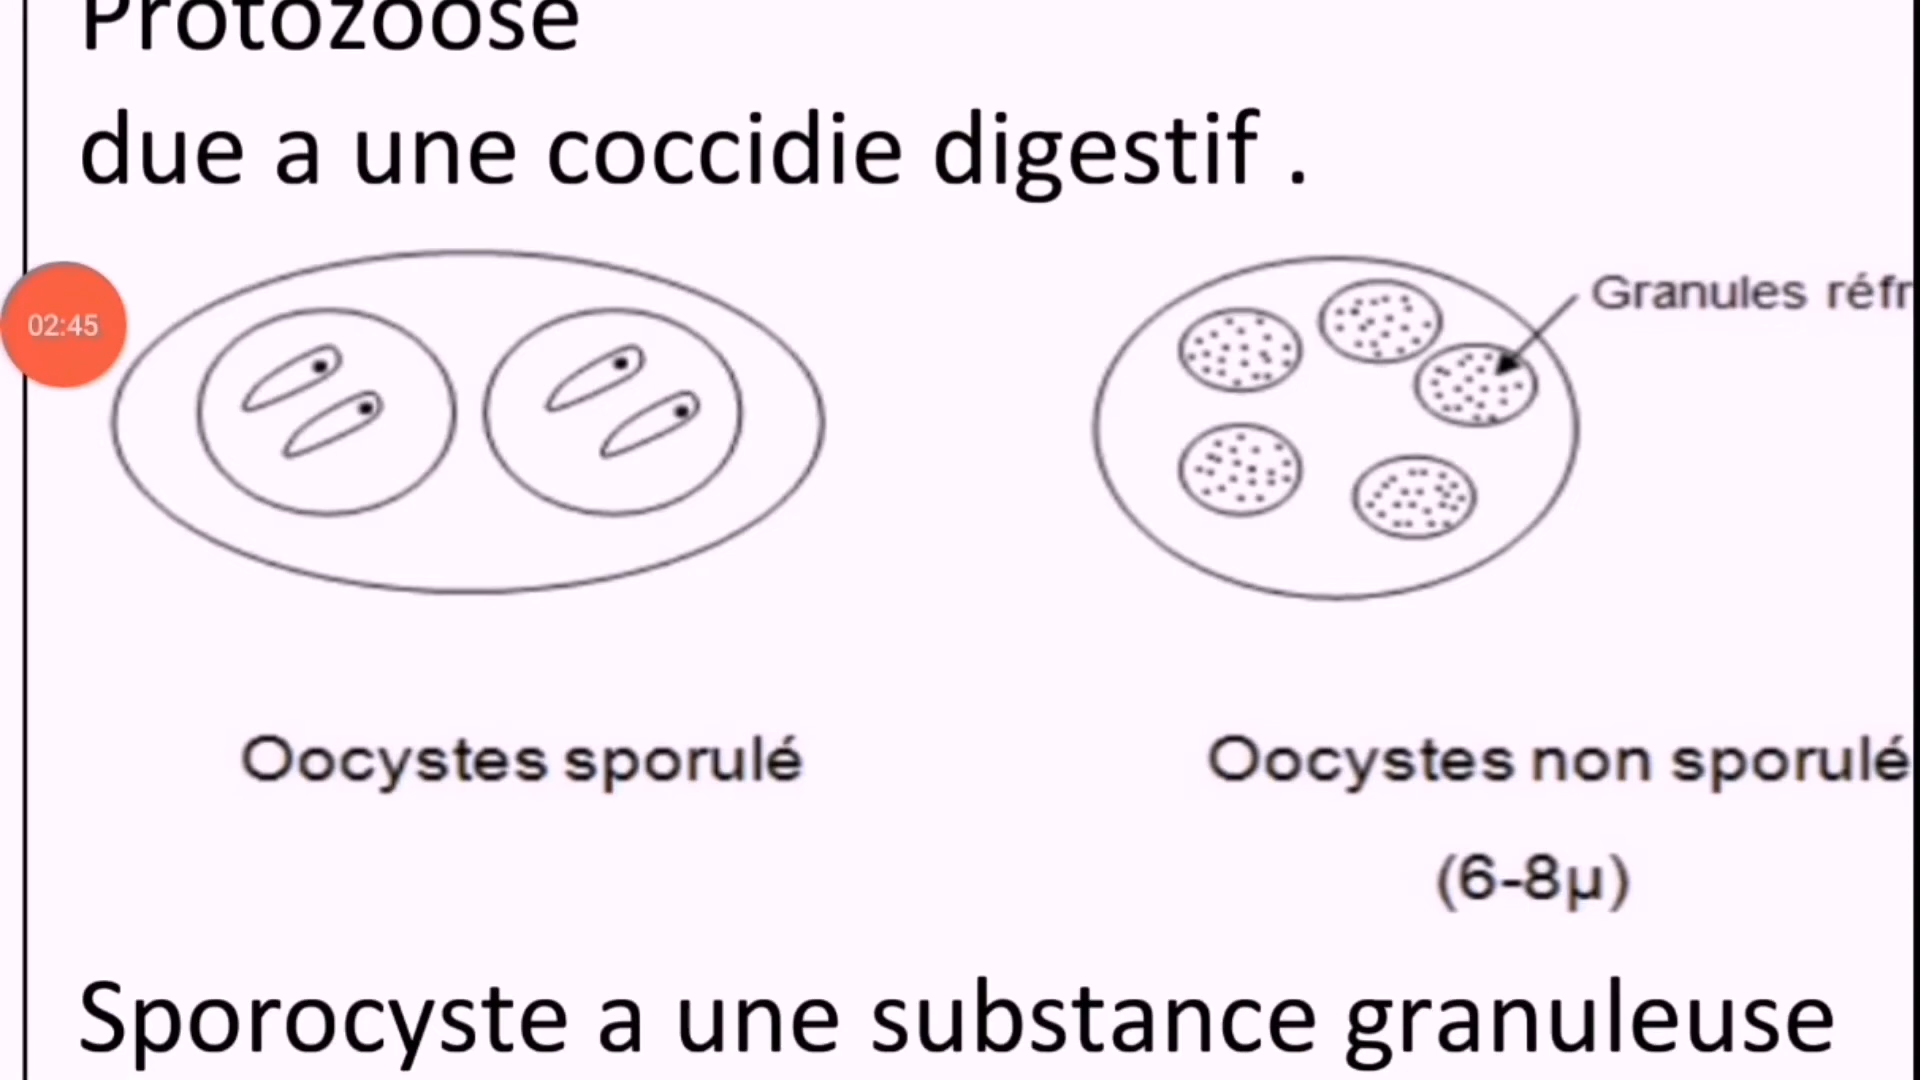 Protozoose
due a une coccidie digestif .
02:45
Granules réfr
Oocystes sporulé
Oocystes non sporulé
(6-8µ)
Sporocyste a une substance granuleuse